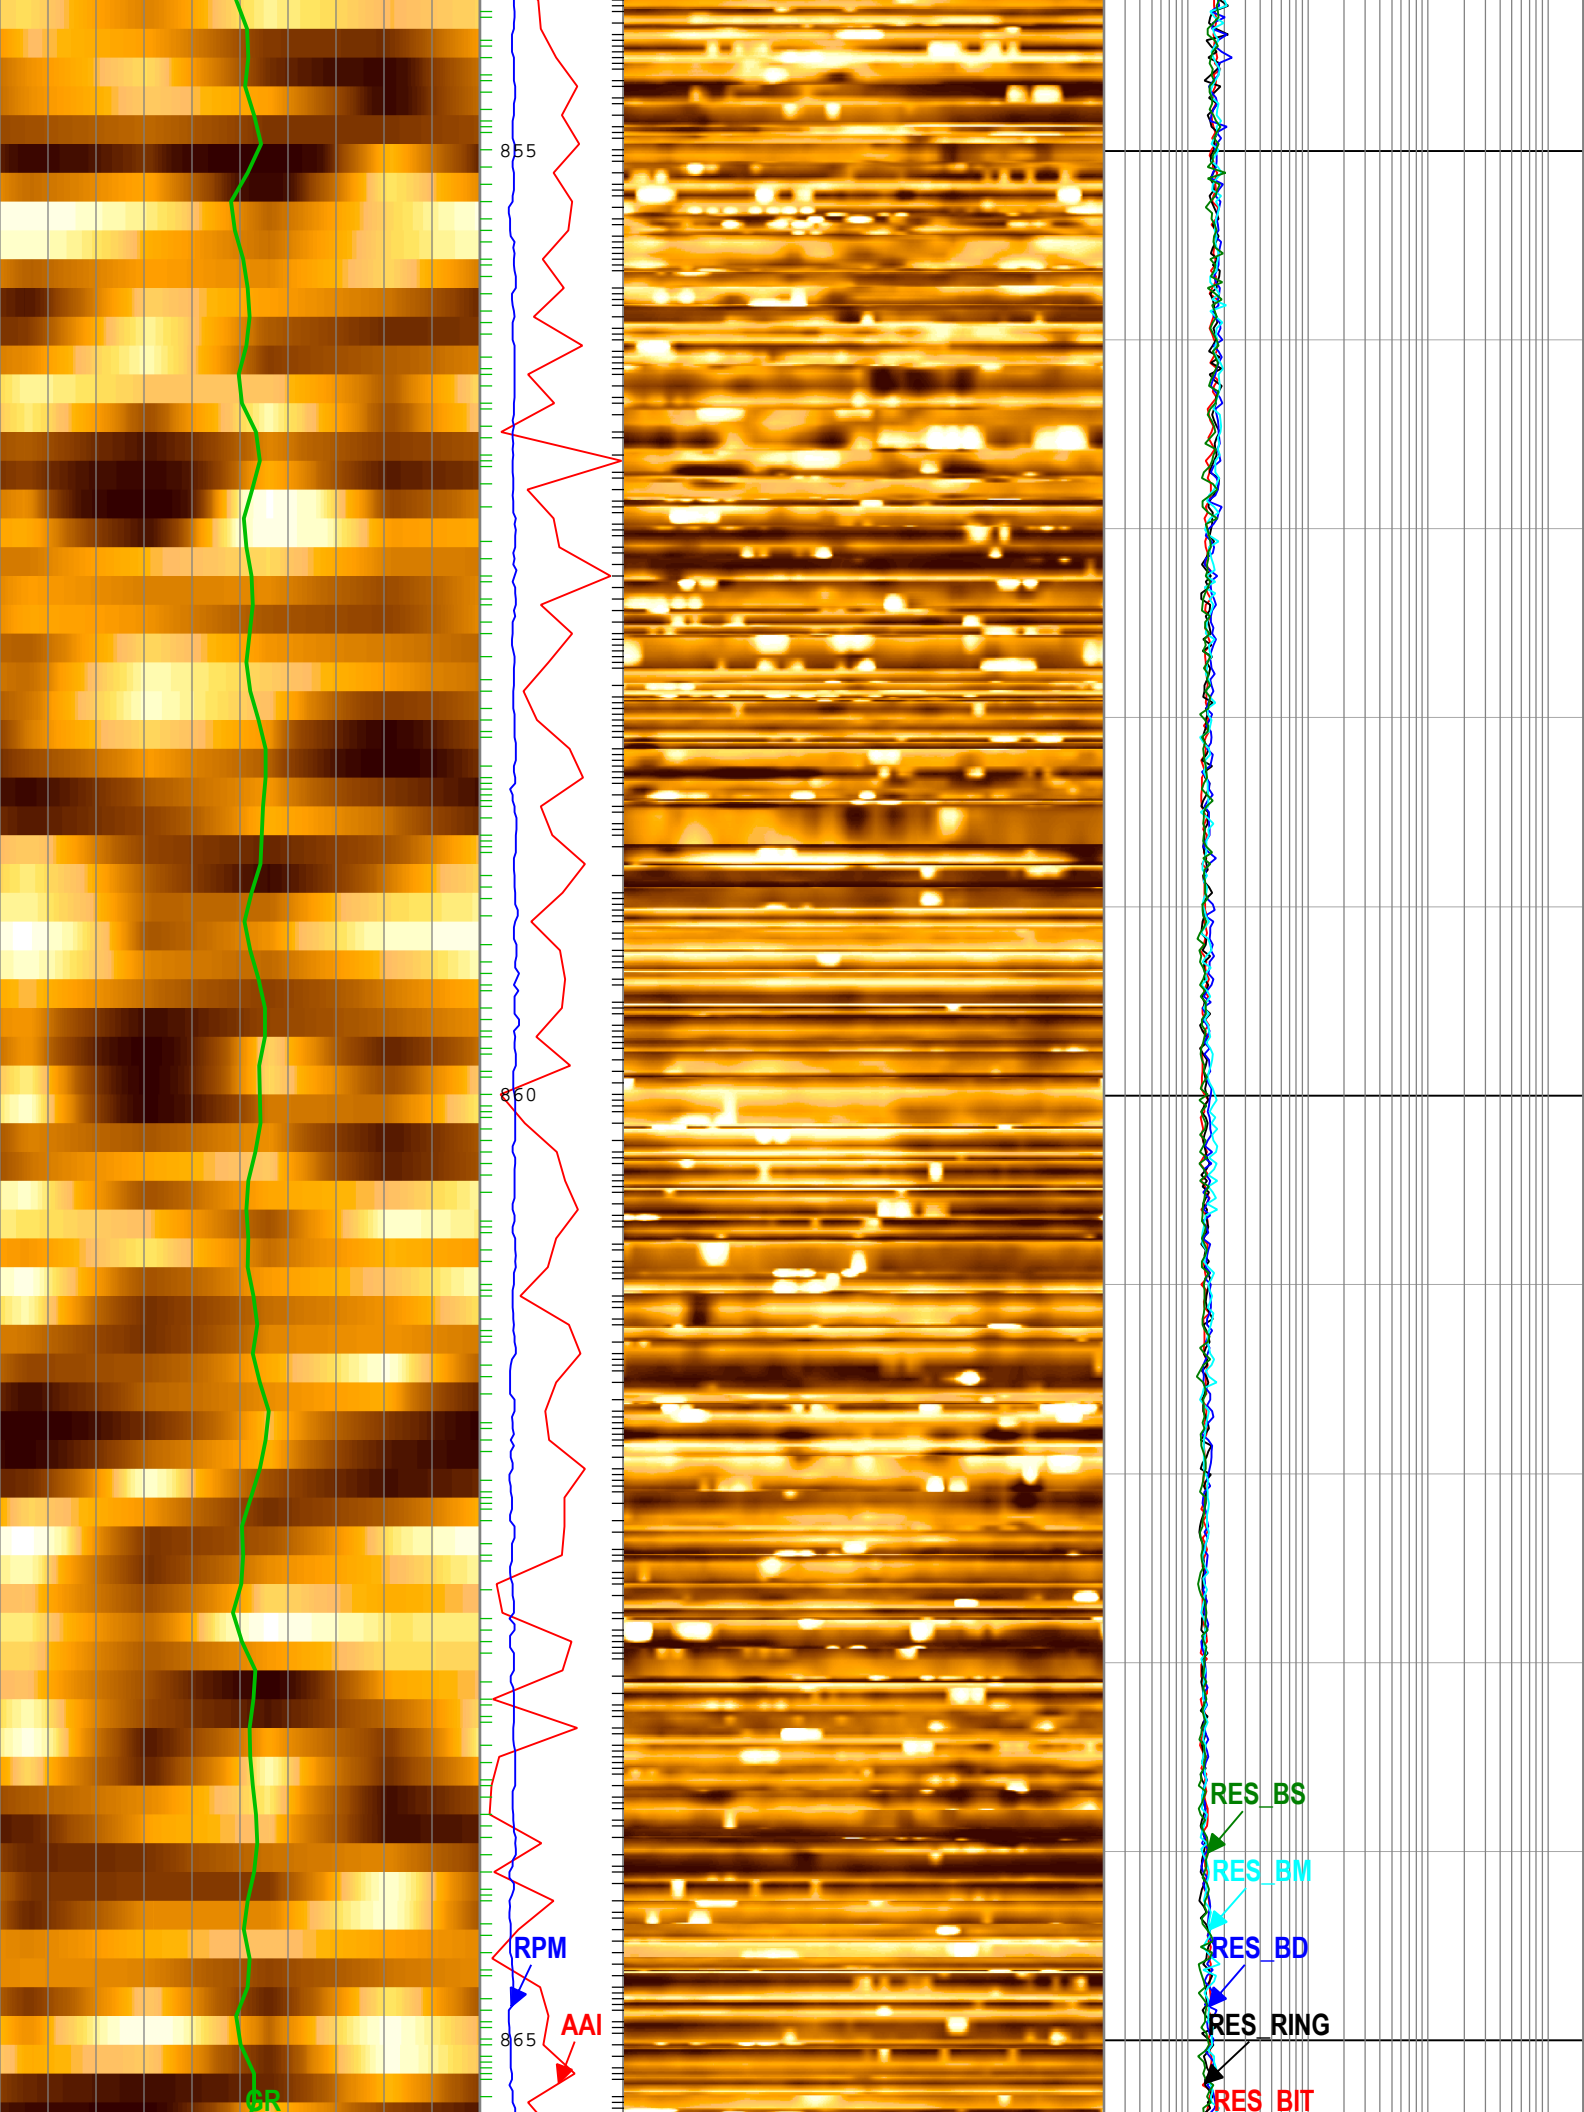 855
860
RES_BS
RES_BM
RPM
RES_BD
AAI
865
RES_RING
GR
RES_BIT